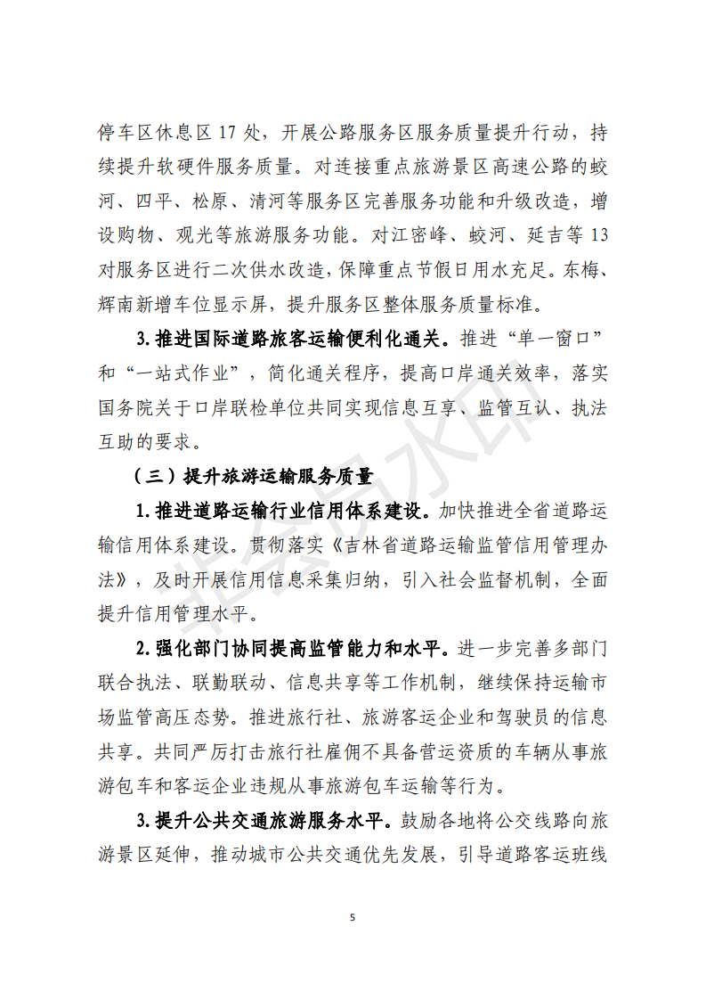 停车区休息区 17 处，开展公路服务区服务质量提升行动，持
续提升软硬件服务质量。对连接重点旅游景区高速公路的蛟
河、四平、松原、清河等服务区完善服务功能和升级改造，增
设购物、观光等旅游服务功能。对江密峰、蛟河、延吉等 13
对服务区进行二次供水改造，保障重点节假日用水充足。东梅、
辉南新增车位显示屏，提升服务区整体服务质量标准。
3.推进国际道路旅客运输便利化通关。推进“单一窗口”
和“一站式作业”，简化通关程序，提高口岸通关效率，落实
国务院关于口岸联检单位共同实现信息互享、监管互认、执法
互助的要求。
（三）提升旅游运输服务质量
1.推进道路运输行业信用体系建设。加快推进全省道路运
输信用体系建设。贯彻落实《吉林省道路运输监管信用管理办
法》，及时开展信用信息采集归纳，引入社会监督机制，全面
提升信用管理水平。
2.强化部门协同提高监管能力和水平。进一步完善多部门
联合执法、联勤联动、信息共享等工作机制，继续保持运输市
场监管高压态势。推进旅行社、旅游客运企业和驾驶员的信息
共享。共同严厉打击旅行社雇佣不具备营运资质的车辆从事旅
游包车和客运企业违规从事旅游包车运输等行为。
3.提升公共交通旅游服务水平。鼓励各地将公交线路向旅
游景区延伸，推动城市公共交通优先发展，引导道路客运班线
5
非会员水印